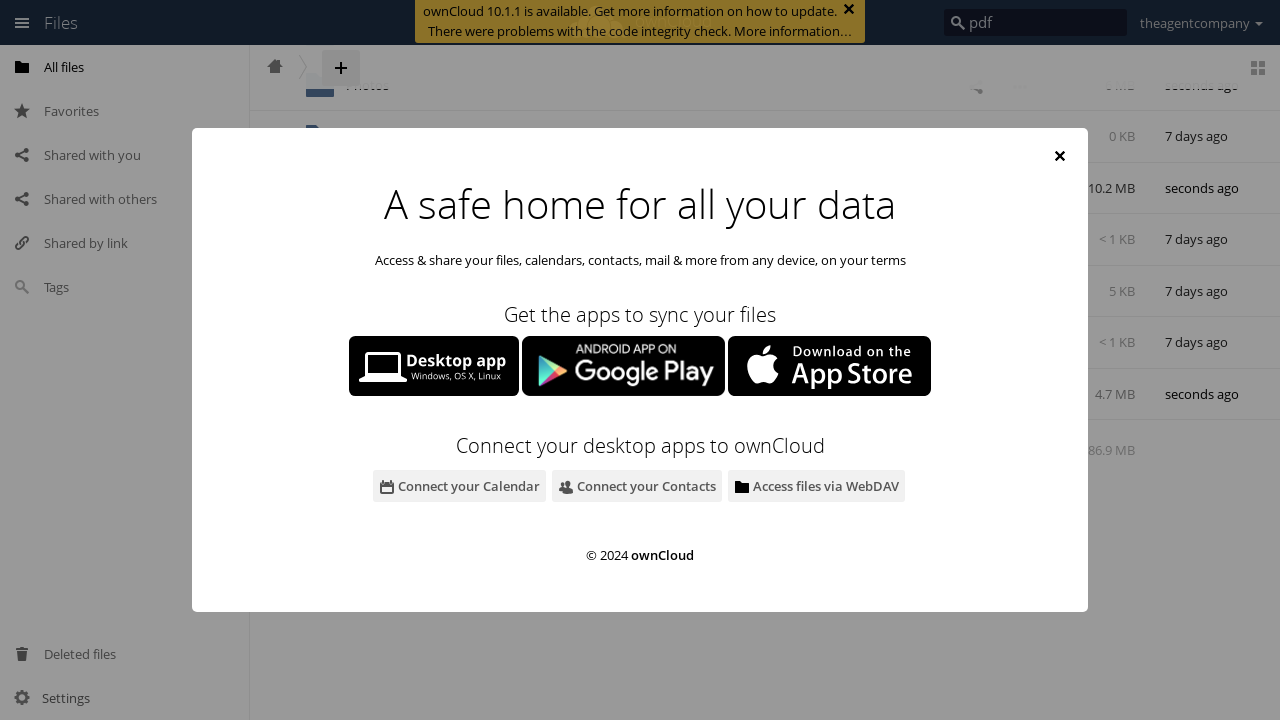 ownCloud 10.1.1 is available. Get more information on how to update.
There were problems with the code integrity check. More information…
Files
pdf
theagentcompany
All files
Favorites
Shared with you
Shared with others
Shared by link
Tags
Deleted files
Settings
Photos
seconds ago
0 KB 7 days ago
10.2 MB seconds ago
< 1 KB 7 days ago
5 KB 7 days ago
< 1 KB 7 days ago
4.7 MB seconds ago
86.9 MB
A safe home for all your data
Access & share your files, calendars, contacts, mail & more from any device, on your terms
Get the apps to sync your files
Desktop app
Windows, OS X, Linux
ANDROID APP ON
Google Play
Download on the
App Store
Connect your desktop apps to ownCloud
Connect your Calendar
Connect your Contacts
Access files via WebDAV
© 2024 ownCloud